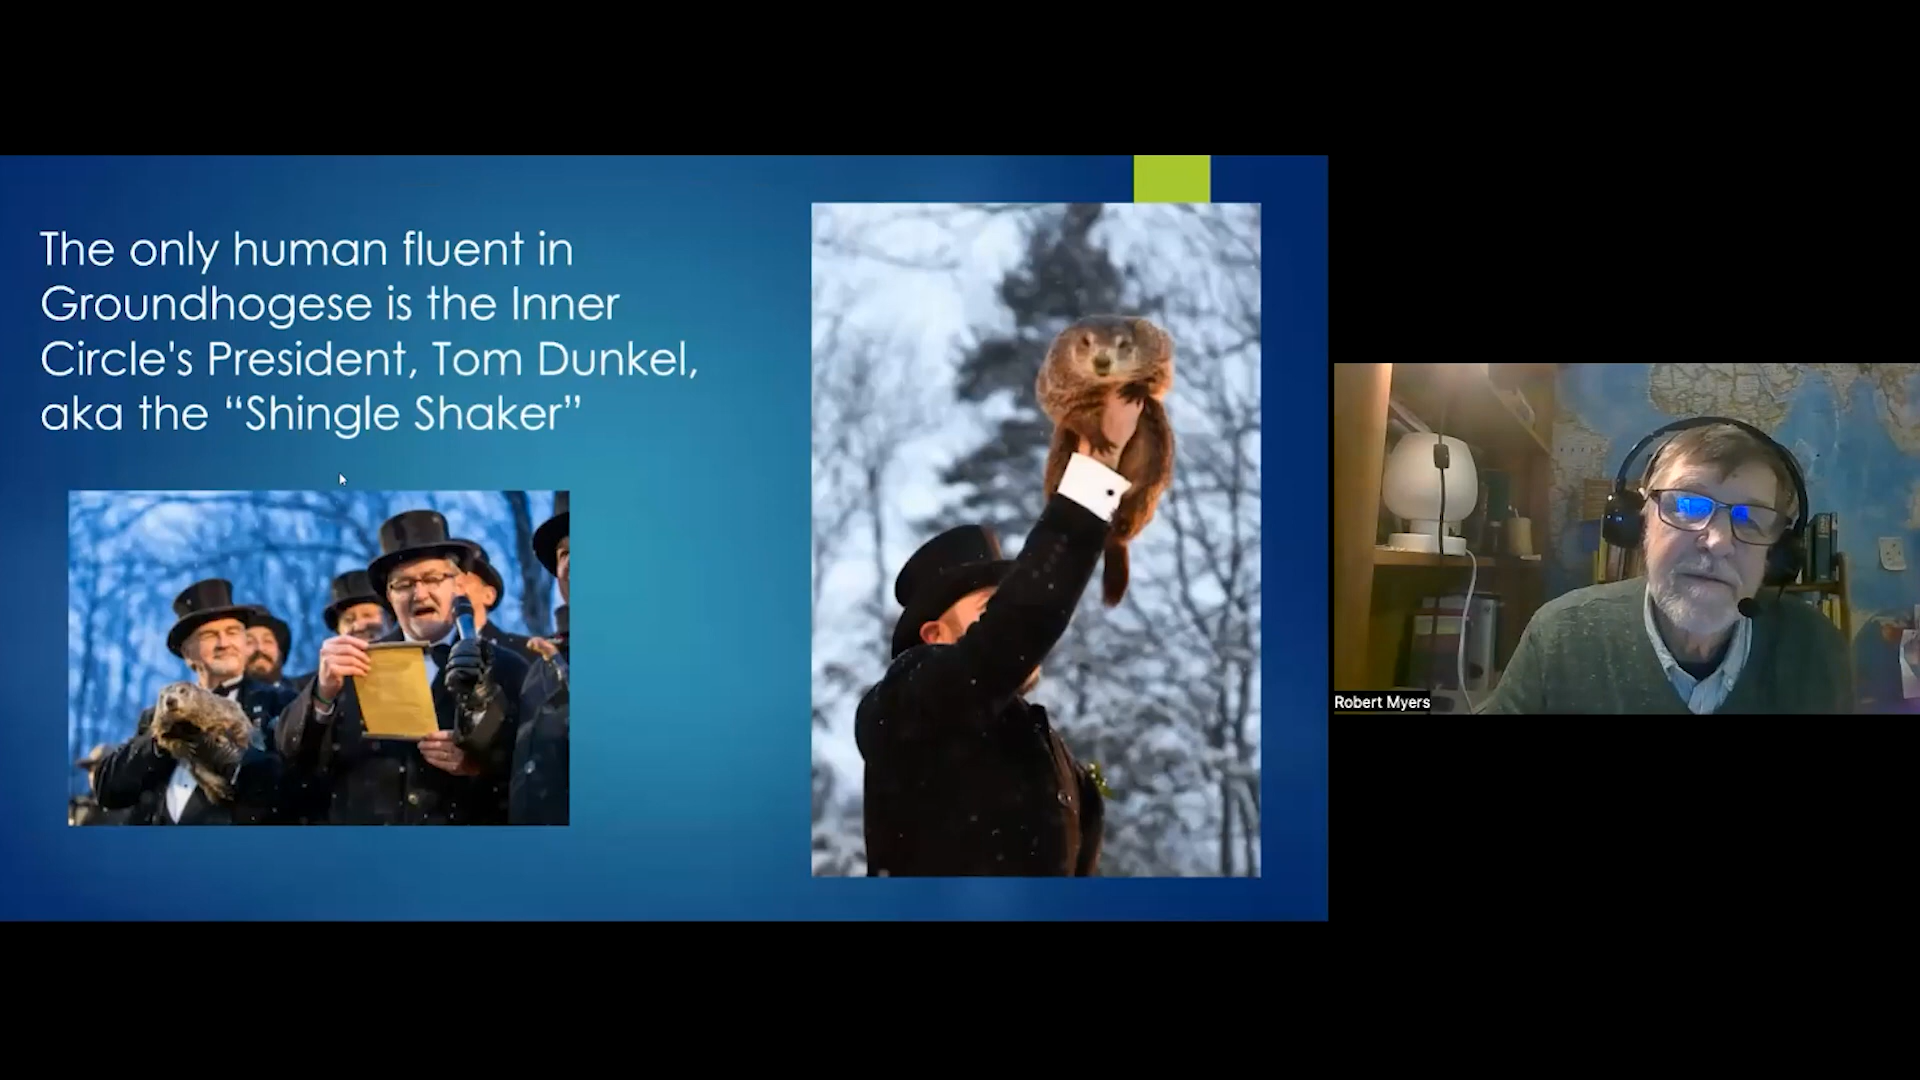 The only human fluent in
Groundhogese is the Inner
Circle's President, Tom Dunkel,
aka the “Shingle Shaker”
Robert Myers